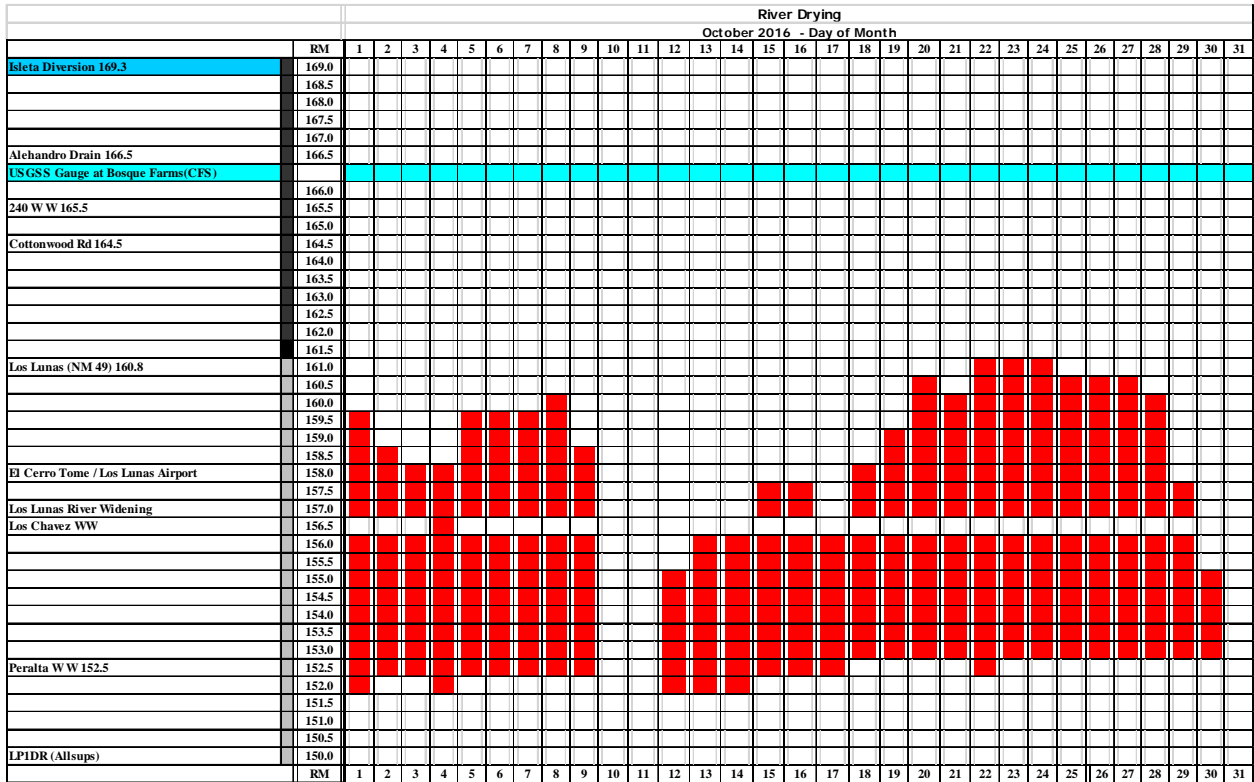 River Drying
October 2016 - Day of Month
RM 1 2 3 4 5 6 7 8 9 10 11 12 13 14 15 16 17 18 19 20 21 22 23 24 25 26 27 28 29 30 31
Isleta Diversion 169.3 169.0
168.5
168.0
167.5
167.0
Alehandro Drain 166.5 166.5
USGSS Gauge at Bosque Farms(CFS)
166.0
240 WW 165.5 165.5
165.0
Cottonwood Rd 164.5 164.5
164.0
163.5
163.0
162.5
162.0
161.5
Los Lunas (NM 49) 160.8 161.0
160.5
160.0
159.5
159.0
158.5
El Cerro Tome / Los Lunas Airport 158.0
157.5
Los Lunas River Widening 157.0
Los Chavez WW 156.5
156.0
155.5
155.0
154.5
154.0
153.5
153.0
Peralta WW 152.5 152.5
152.0
151.5
151.0
150.5
LP1DR (Allsups) 150.0
RM 1 2 3 4 5 6 7 8 9 10 11 12 13 14 15 16 17 18 19 20 21 22 23 24 25 26 27 28 29 30 31